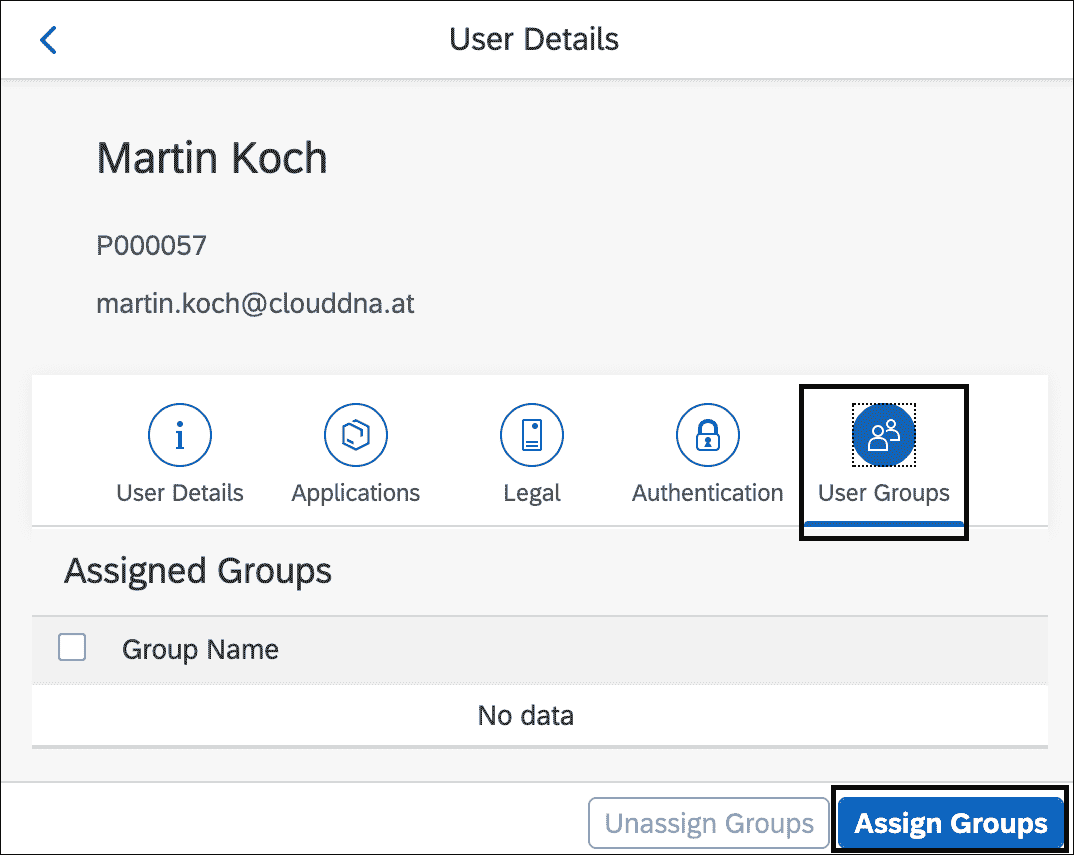 User Details
Martin Koch
P000057
martin.koch@clouddna.at
User Details Applications Legal Authentication User Groups
Assigned Groups
Group Name
No data
Unassign Groups Assign Groups